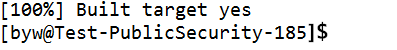 [100%] Built target yes
[byw@Test-PublicSecurity-185]$